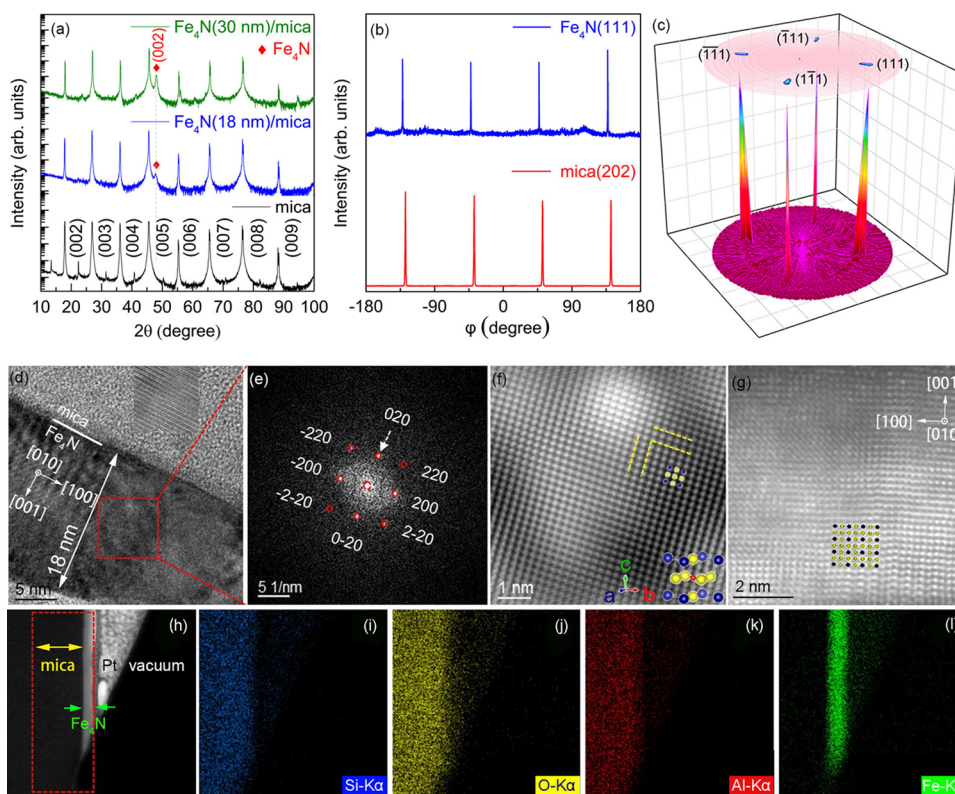 (a)
Fe₄N(30 nm)/mica
Fe₄N
(002)
Fe₄N(18 nm)/mica
mica
(002)
(003)
(004)
(005)
(006)
(007)
(008)
(009)
Intensity (arb. units)
10 20 30 40 50 60 70 80 90 100
2θ (degree)
(b)
Fe₄N(111)
mica(202)
Intensity (arb. units)
-180 -90 0 90 180
φ (degree)
(c)
(1̅11)
(1̅1̅1)
(111)
(11̅1)
(d)
mica
Fe₄N
[010]
[100]
[001]
18 nm
5 nm
(e)
020
-220
220
-200
200
-2-20
2-20
0-20
5 1/nm
(f)
1 nm
c
a
b
(g)
[001]
[100]
[010]
2 nm
(h)
mica
Pt
vacuum
Fe₄N
(i)
Si-Kα
(j)
O-Kα
(k)
Al-Kα
(l)
Fe-K